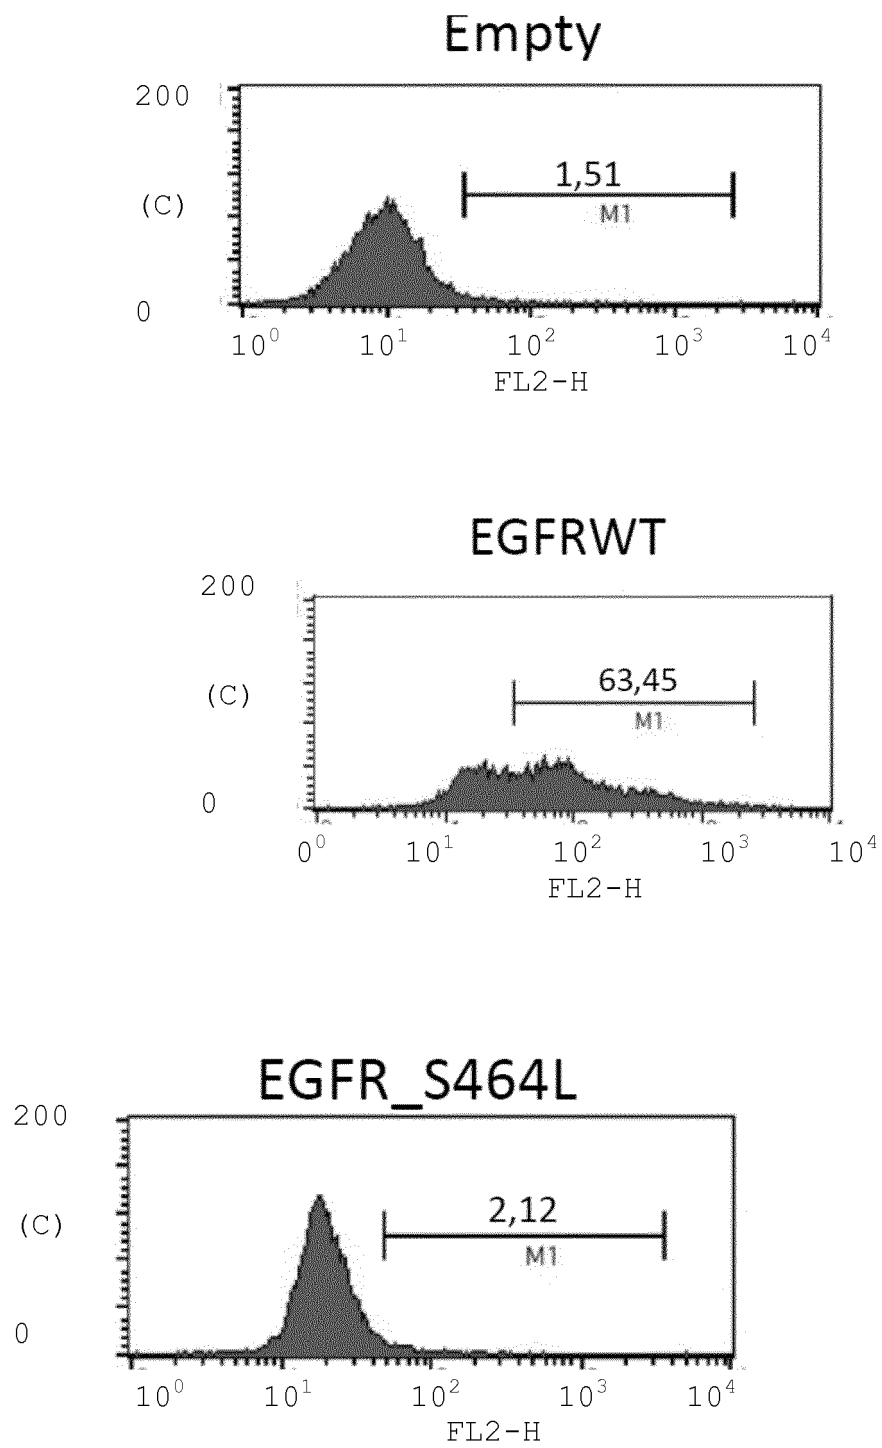 Empty
200
1,51
(C)
M1
0
10⁰ 10¹ 10² 10³ 10⁴
FL2-H
EGFRWT
200
63,45
(C)
M1
0
0⁰ 10¹ 10² 10³ 10⁴
FL2-H
EGFR_S464L
200
2,12
(C)
M1
0
10⁰ 10¹ 10² 10³ 10⁴
FL2-H